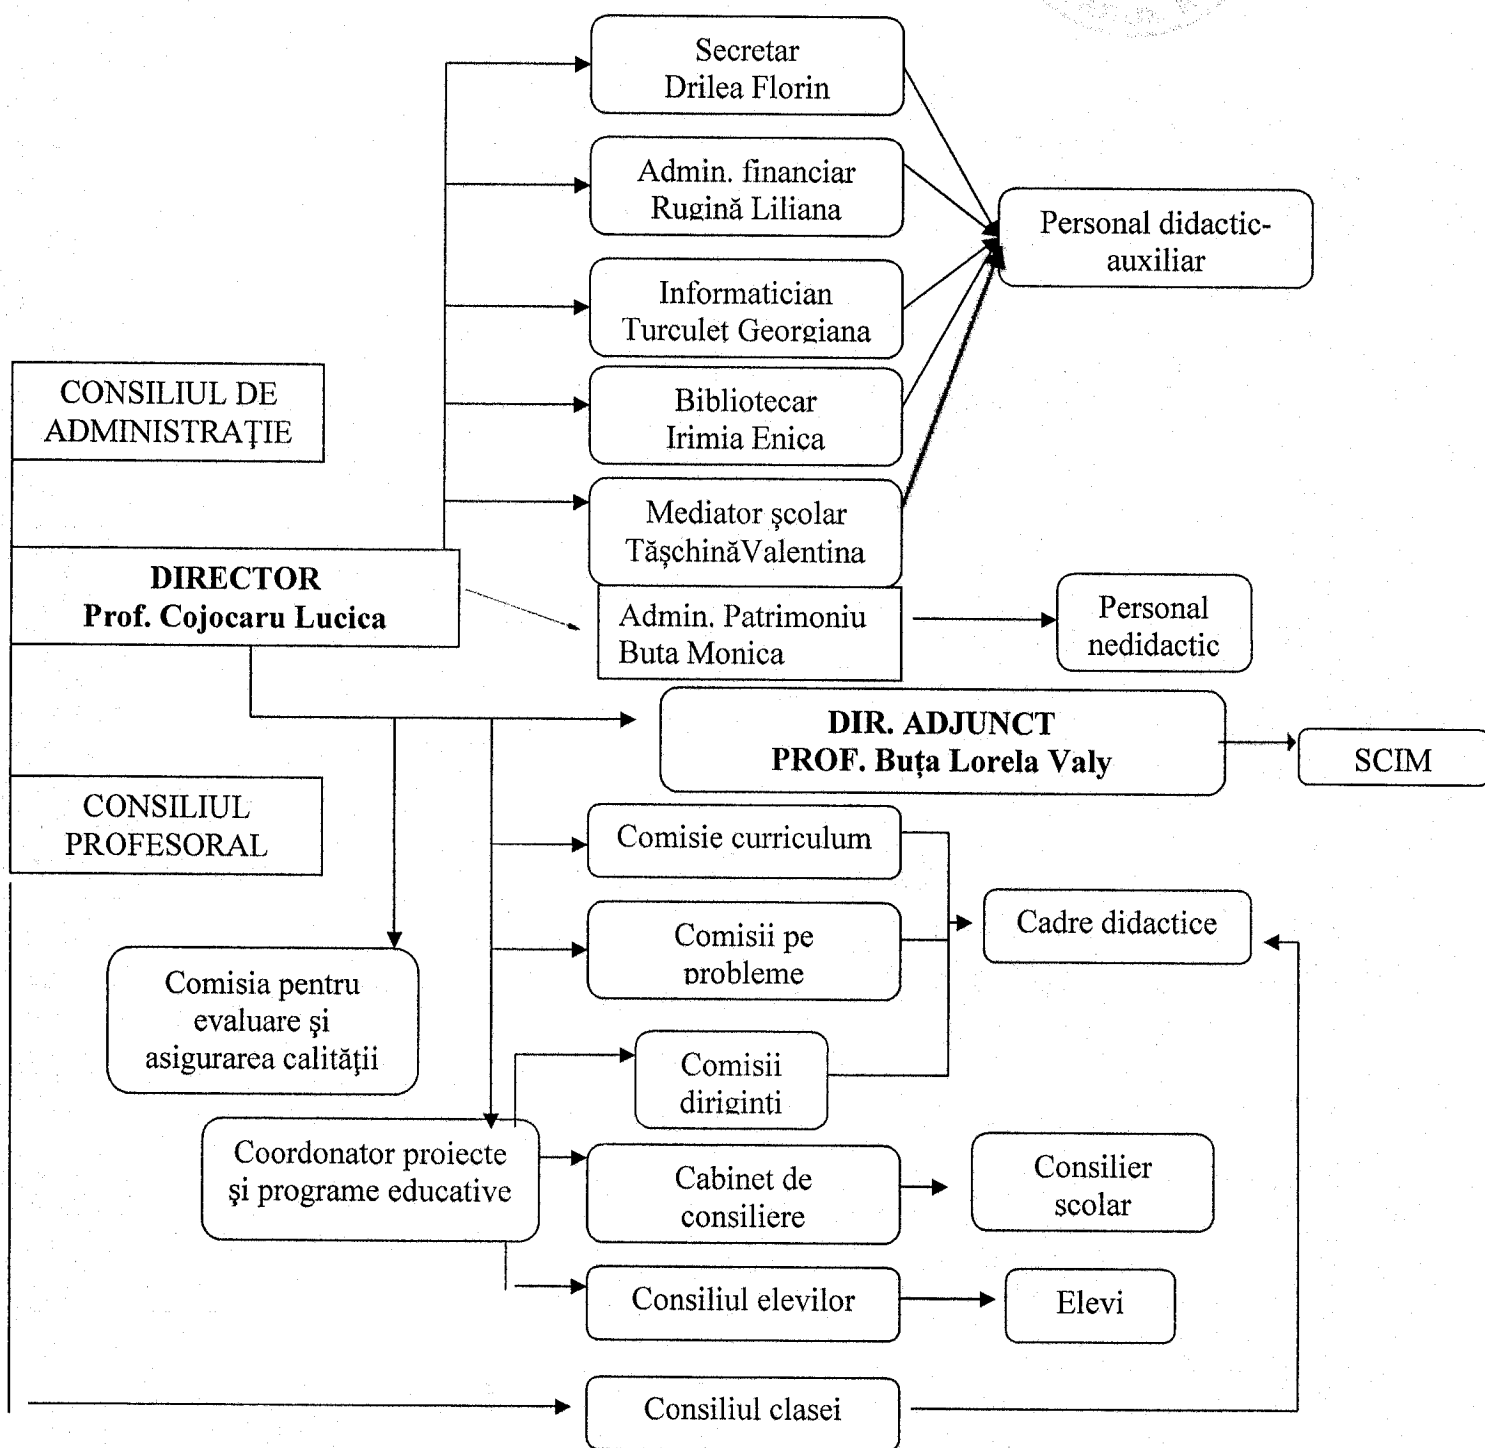 Secretar
Drilea Florin
Admin. financiar
Rugină Liliana
Personal didactic-
auxiliar
Informatician
Turculet Georgiana
CONSILIUL DE
ADMINISTRAŢIE
Bibliotecar
Irimia Enica
Mediator școlar
TășchinăValentina
DIRECTOR
Prof. Cojocaru Lucica
Admin. Patrimoniu
Buta Monica
Personal
nedidactic
DIR. ADJUNCT
PROF. Buța Lorela Valy
SCIM
CONSILIUL
PROFESORAL
Comisie curriculum
Cadre didactice
Comisii pe
probleme
Comisia pentru
evaluare şi
asigurarea calităţii
Comisii
diriginti
Coordonator proiecte
şi programe educative
Cabinet de
consiliere
Consilier
scolar
Consiliul elevilor
Elevi
Consiliul clasei